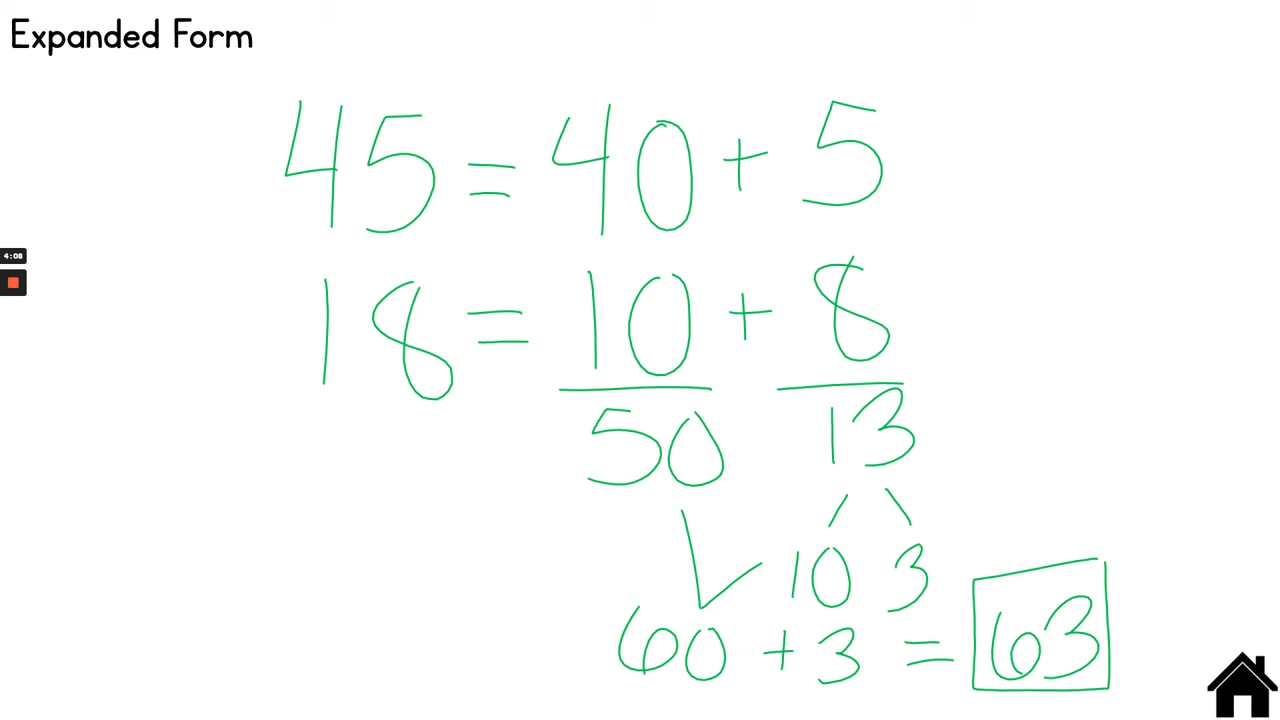 Expanded Form
45 = 40 + 5
4:08
18 = 10 + 8
50 13
10 3
60 + 3 = 63